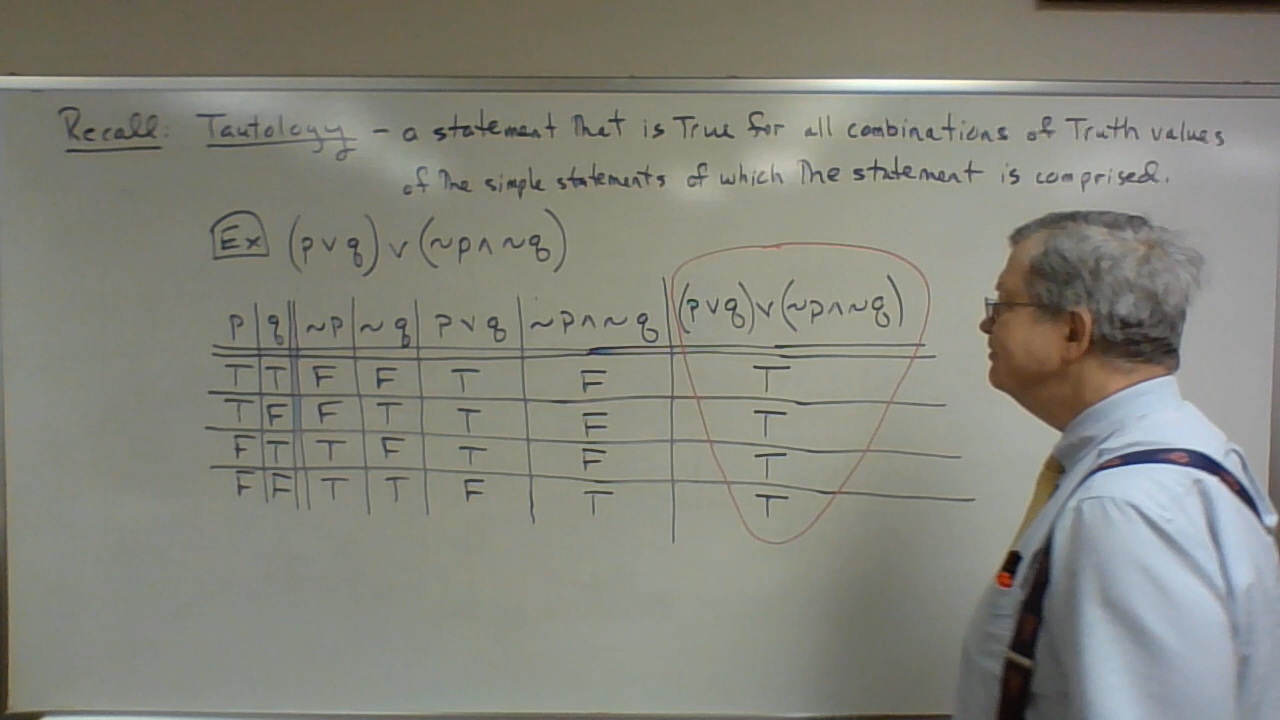 Recall: Tautology - a statement that is True for all combinations of Truth values
of the simple statements of which the statement is comprised.
Ex (p ∨ q) ∨ (~p ∧ ~q)
p q ~p ~q p ∨ q ~p ∧ ~q (p ∨ q) ∨ (~p ∧ ~q)
T T F F T F T
T F F T T F T
F T T F T F T
F F T T F T T